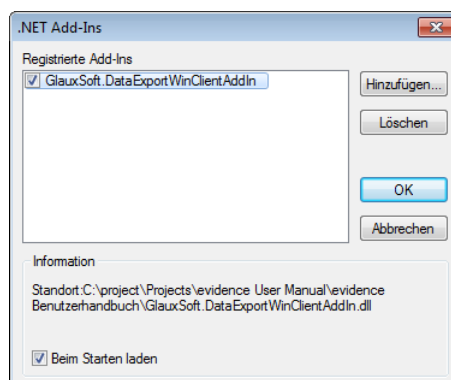 .NET Add-Ins
Registrierte Add-Ins
GlauxSoft.DataExportWinClientAddIn
Hinzufügen...
Löschen
OK
Abbrechen
Information
Standort:C:\project\Projects\evidence User Manual\evidence
Benutzerhandbuch\GlauxSoft.DataExportWinClientAddIn.dll
Beim Starten laden